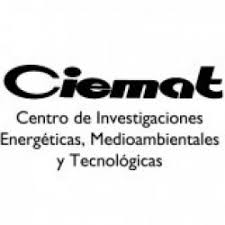 Ciemat
Centro de Investigaciones
Energéticas, Medioambientales
y Tecnológicas